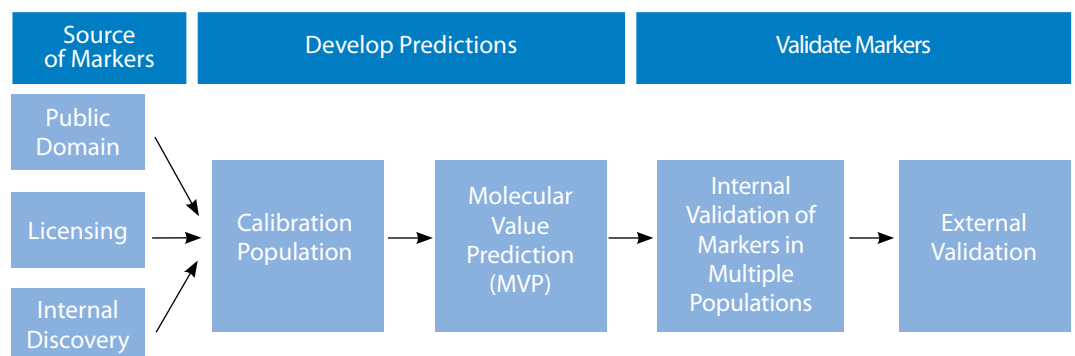 Source
of Markers
Develop Predictions
Validate Markers
Public
Domain
Licensing
Internal
Discovery
Calibration
Population
Molecular
Value
Prediction
(MVP)
Internal
Validation of
Markers in
Multiple
Populations
External
Validation